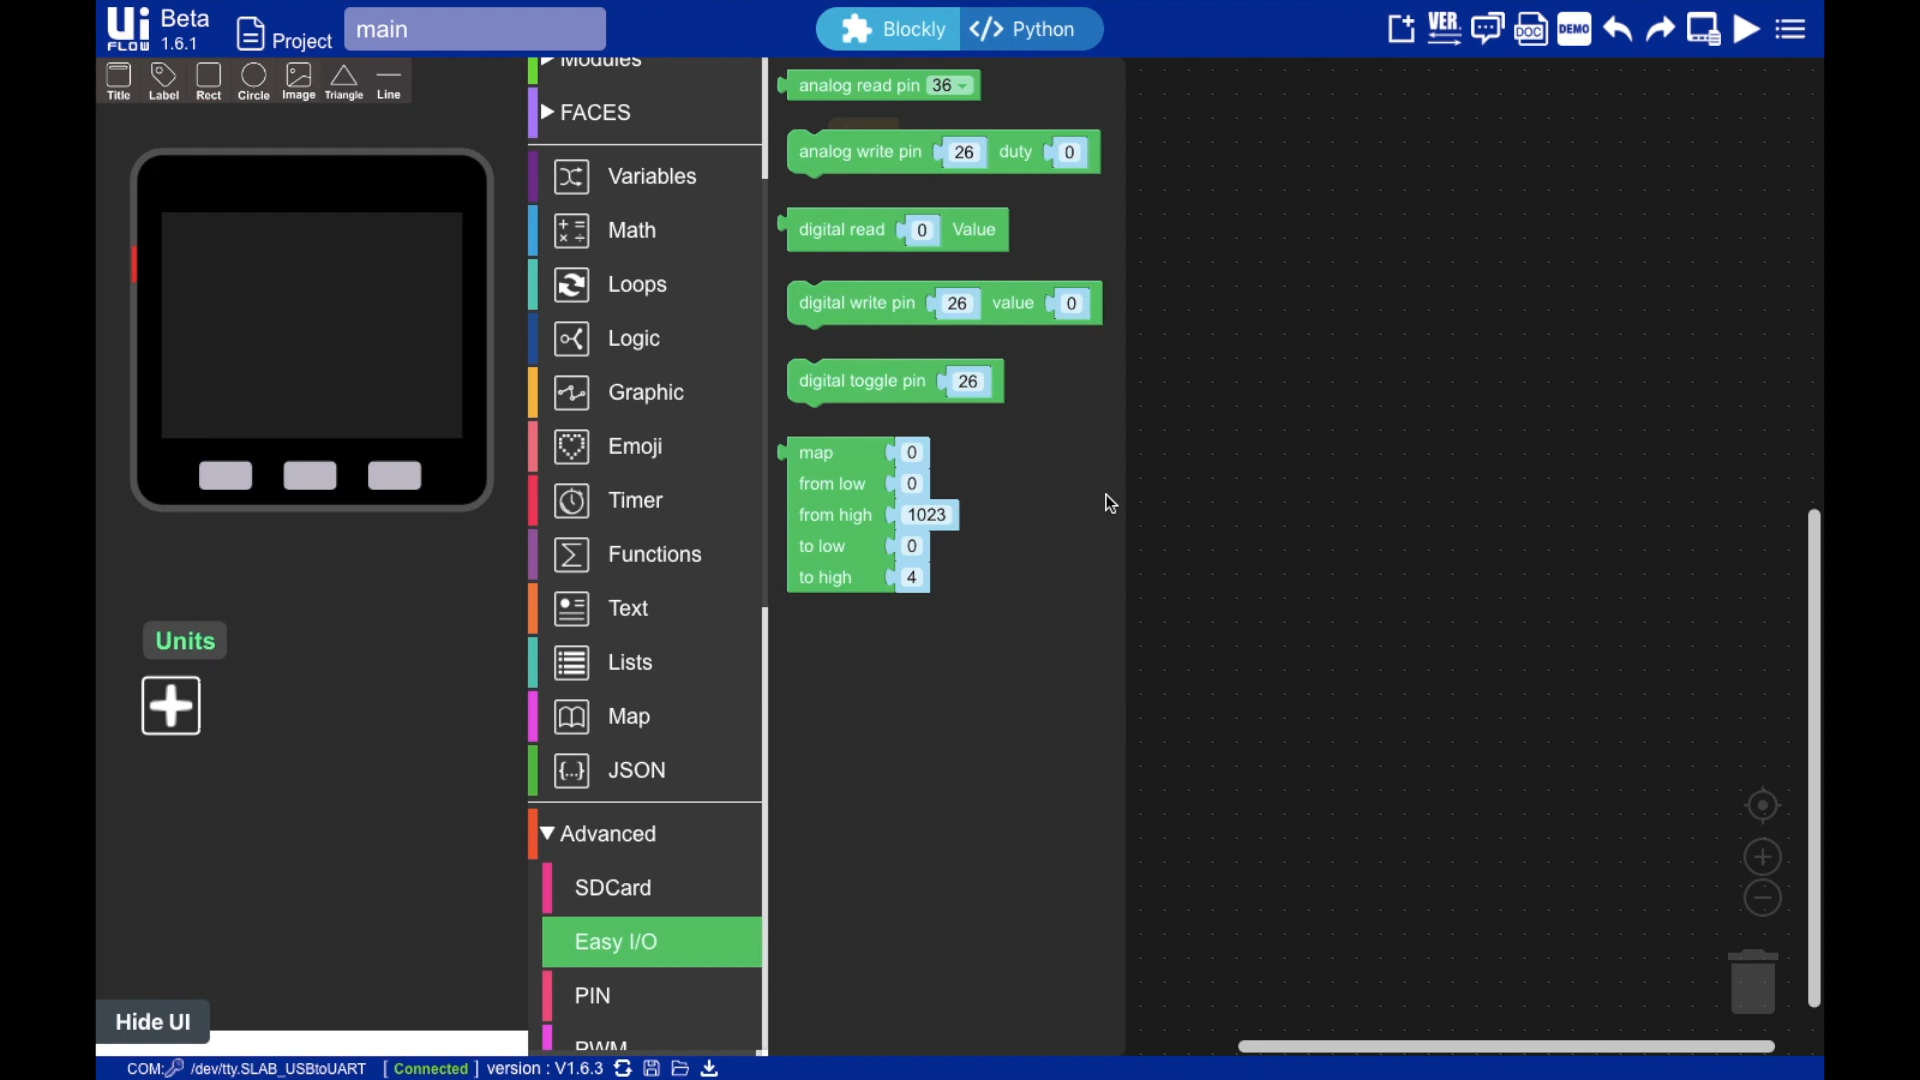 Ui FLOW
Beta
1.6.1
Project
main
Blockly
</> Python
VER.
DOC
DEMO
Title
Label
Rect
Circle
Image
Triangle
Line
Units
Hide UI
Modules
FACES
Variables
Math
Loops
Logic
Graphic
Emoji
Timer
Functions
Text
Lists
Map
JSON
Advanced
SDCard
Easy I/O
PIN
PWM
analog read pin 36
analog write pin 26 duty 0
digital read 0 Value
digital write pin 26 value 0
digital toggle pin 26
map 0
from low 0
from high 1023
to low 0
to high 4
COM: /dev/tty.SLAB_USBtoUART [ Connected ] version : V1.6.3